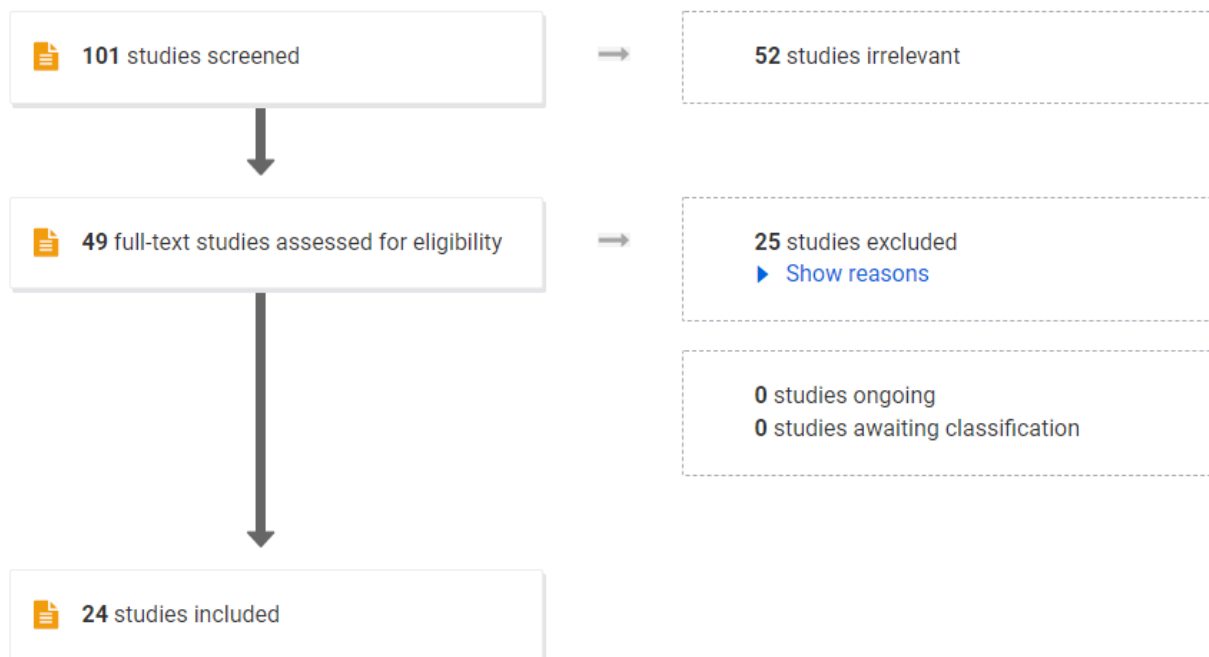 101 studies screened
52 studies irrelevant
49 full-text studies assessed for eligibility
25 studies excluded
Show reasons
0 studies ongoing
0 studies awaiting classification
24 studies included